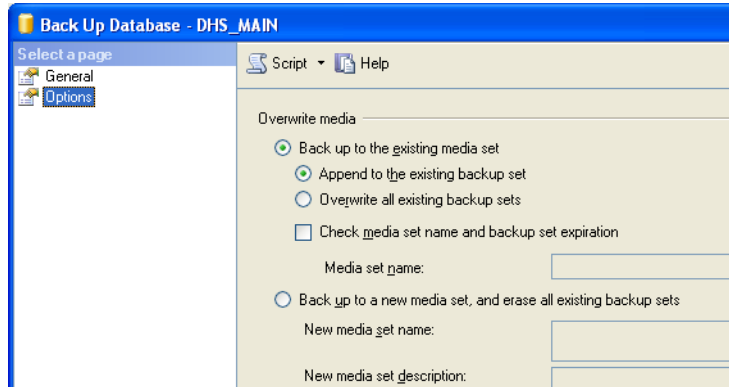 Back Up Database - DHS_MAIN
Select a page
General
Options
Script
Help
Overwrite media
Back up to the existing media set
Append to the existing backup set
Overwrite all existing backup sets
Check media set name and backup set expiration
Media set name:
Back up to a new media set, and erase all existing backup sets
New media set name:
New media set description: